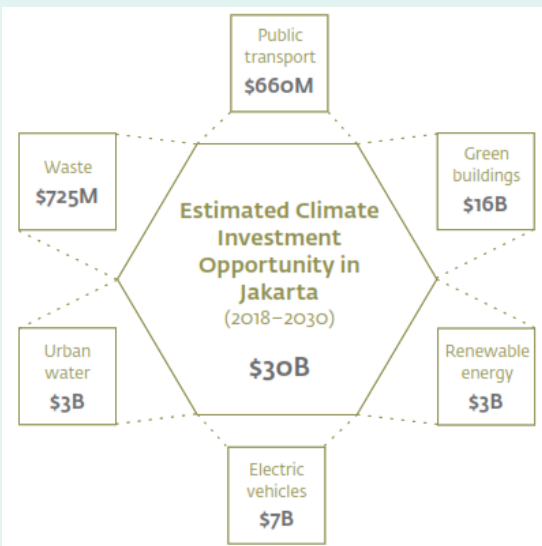 Public
transport
$660M
Waste
$725M
Green
buildings
$16B
Estimated Climate
Investment
Opportunity in
Jakarta
(2018–2030)
$30B
Urban
water
$3B
Renewable
energy
$3B
Electric
vehicles
$7B